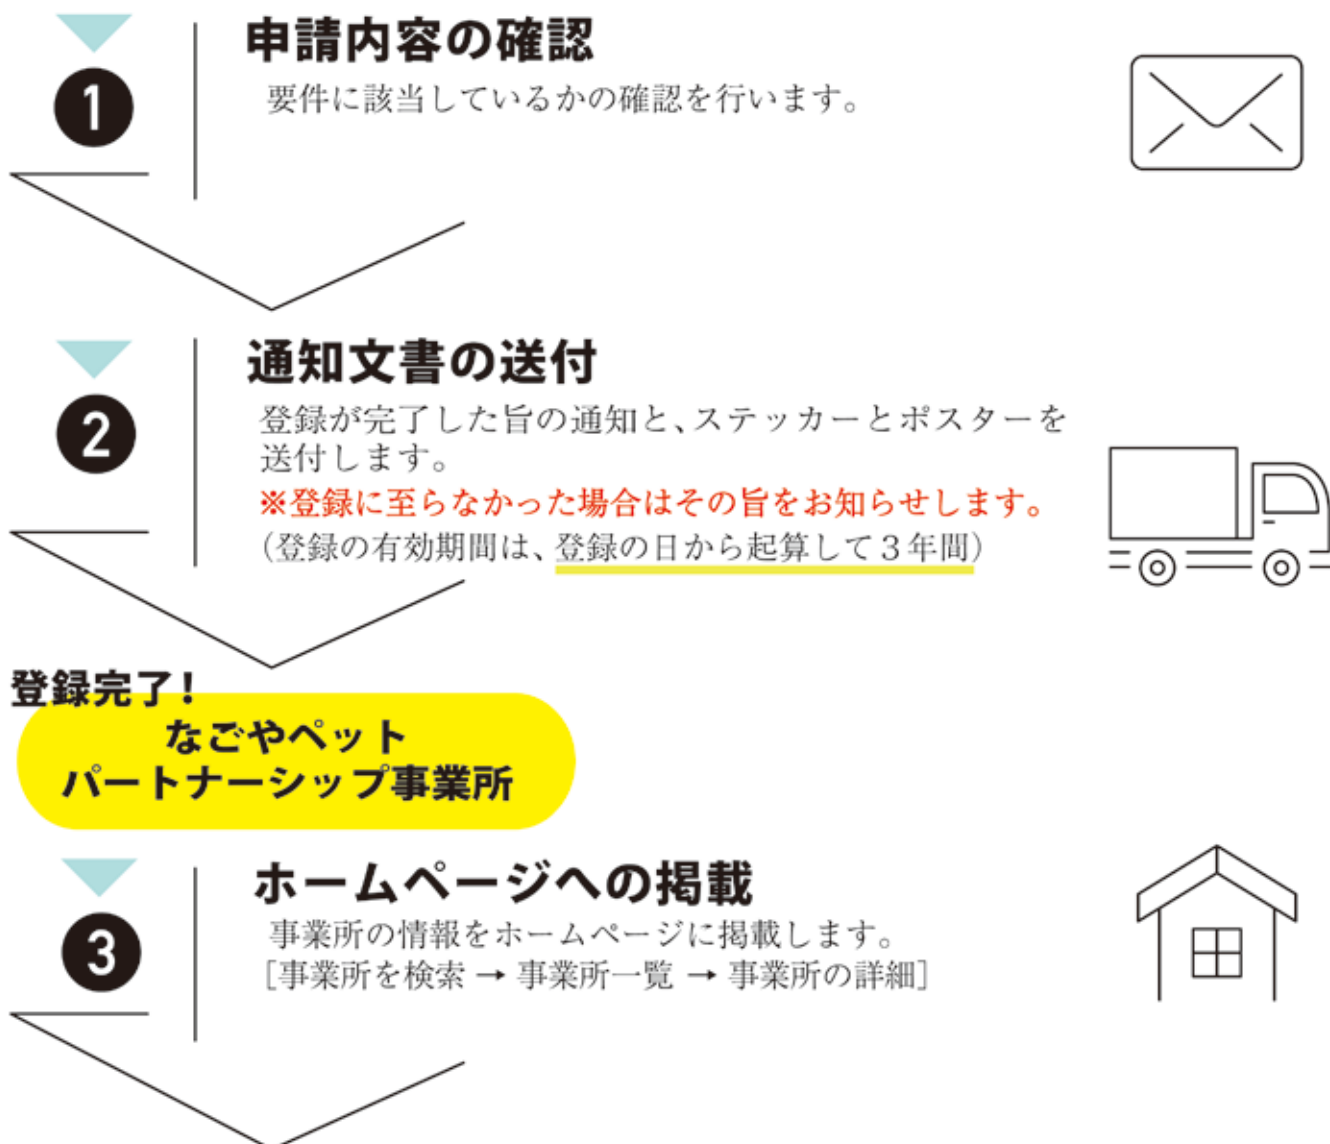 1
申請内容の確認
要件に該当しているかの確認を行います。
2
通知文書の送付
登録が完了した旨の通知と、ステッカーとポスターを
送付します。
※登録に至らなかった場合はその旨をお知らせします。
（登録の有効期間は、登録の日から起算して３年間）
登録完了！
なごやペット
パートナーシップ事業所
3
ホームページへの掲載
事業所の情報をホームページに掲載します。
［事業所を検索 → 事業所一覧 → 事業所の詳細］